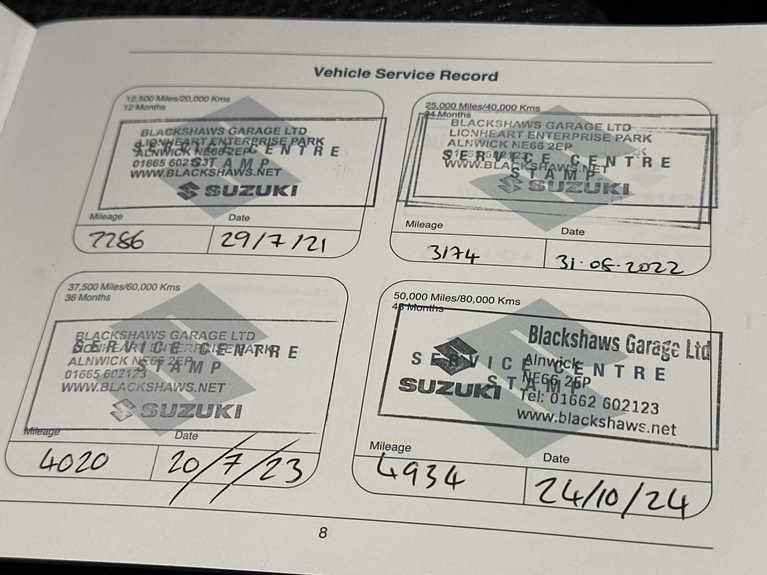 Vehicle Service Record
12,500 Miles/20,000 Kms
12 Months
BLACKSHAWS GARAGE LTD
LIONHEART ENTERPRISE PARK
ALNWICK NE66 2EP
SERVICE CENTRE
01665 602123
STAMP
WWW.BLACKSHAWS.NET
SUZUKI
Mileage
Date
7286
29/7/21
25,000 Miles/40,000 Kms
24 Months
BLACKSHAWS GARAGE LTD
LIONHEART ENTERPRISE PARK
ALNWICK NE66 2EP
SERVICE CENTRE
WWW.BLACKSHAWS.NET
STAMP
SUZUKI
Mileage
Date
3174
31·08·2022
37,500 Miles/60,000 Kms
36 Months
BLACKSHAWS GARAGE LTD
LIONHEART ENTERPRISE PARK
SERVICE CENTRE
ALNWICK NE66 2EP
STAMP
01665 602123
WWW.BLACKSHAWS.NET
SUZUKI
Mileage
Date
4020
20/7/23
50,000 Miles/80,000 Kms
48 Months
Blackshaws Garage Ltd
Alnwick
SERVICE CENTRE
NE66 2EP
SUZUKI
STAMP
Tel: 01662 602123
www.blackshaws.net
Mileage
Date
4934
24/10/24
8